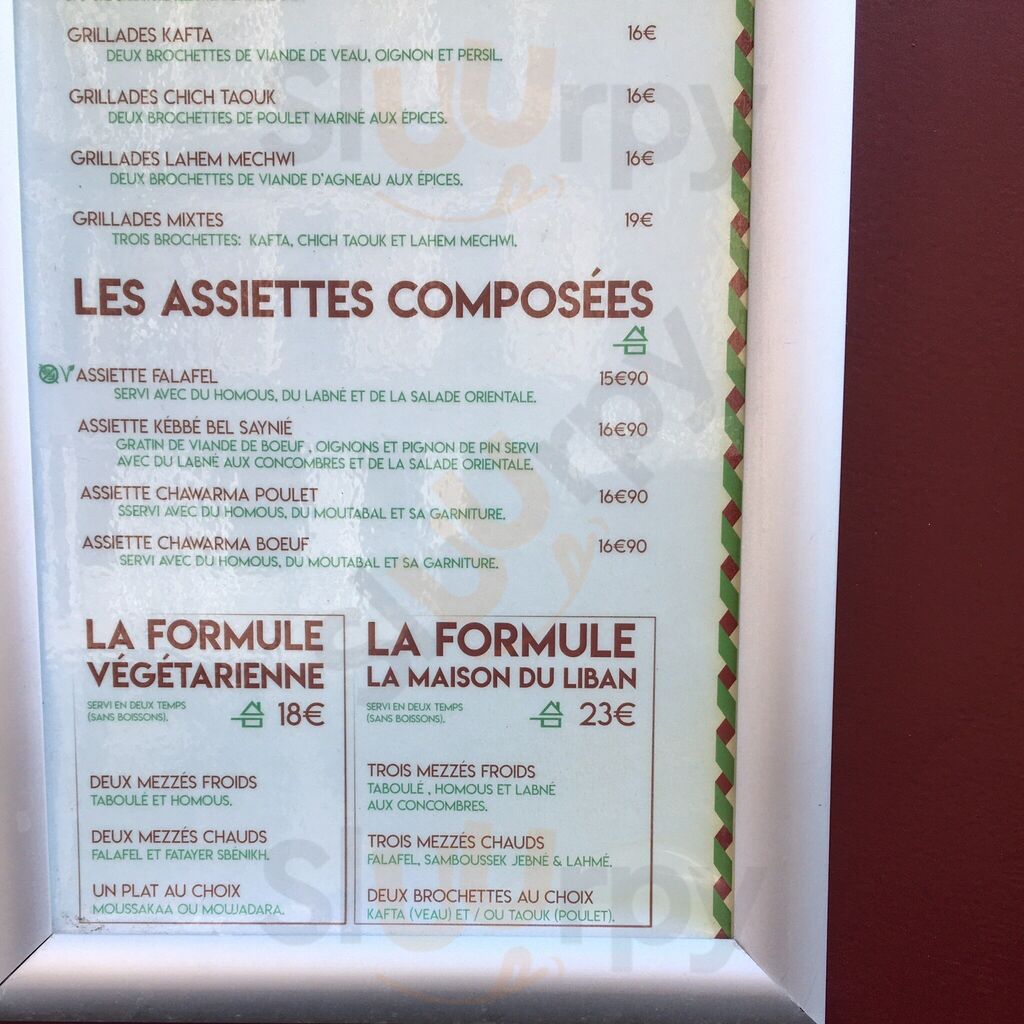 GRILLADES KAFTA 16€
DEUX BROCHETTES DE VIANDE DE VEAU, OIGNON ET PERSIL.
GRILLADES CHICH TAOUK 16€
DEUX BROCHETTES DE POULET MARINÉ AUX ÉPICES.
GRILLADES LAHEM MECHWI 16€
DEUX BROCHETTES DE VIANDE D'AGNEAU AUX ÉPICES.
GRILLADES MIXTES 19€
TROIS BROCHETTES: KAFTA, CHICH TAOUK ET LAHEM MECHWI.
LES ASSIETTES COMPOSÉES
ASSIETTE FALAFEL 15€90
SERVI AVEC DU HOMOUS, DU LABNÉ ET DE LA SALADE ORIENTALE.
ASSIETTE KÉBBÉ BEL SAYNIÉ 16€90
GRATIN DE VIANDE DE BOEUF , OIGNONS ET PIGNON DE PIN SERVI
AVEC DU LABNÉ AUX CONCOMBRES ET DE LA SALADE ORIENTALE.
ASSIETTE CHAWARMA POULET 16€90
SSERVI AVEC DU HOMOUS, DU MOUTABAL ET SA GARNITURE.
ASSIETTE CHAWARMA BOEUF 16€90
SERVI AVEC DU HOMOUS, DU MOUTABAL ET SA GARNITURE.
LA FORMULE
VÉGÉTARIENNE
SERVI EN DEUX TEMPS
(SANS BOISSONS). 18€
DEUX MEZZÉS FROIDS
TABOULÉ ET HOMOUS.
DEUX MEZZÉS CHAUDS
FALAFEL ET FATAYER SBÉNIKH.
UN PLAT AU CHOIX
MOUSSAKAA OU MOUJADARA.
LA FORMULE
LA MAISON DU LIBAN
SERVI EN DEUX TEMPS
(SANS BOISSONS). 23€
TROIS MEZZÉS FROIDS
TABOULÉ , HOMOUS ET LABNÉ
AUX CONCOMBRES.
TROIS MEZZÉS CHAUDS
FALAFEL, SAMBOUSSEK JEBNÉ & LAHMÉ.
DEUX BROCHETTES AU CHOIX
KAFTA (VEAU) ET / OU TAOUK (POULET).
Sluurpy
Sluurpy
Sluurpy